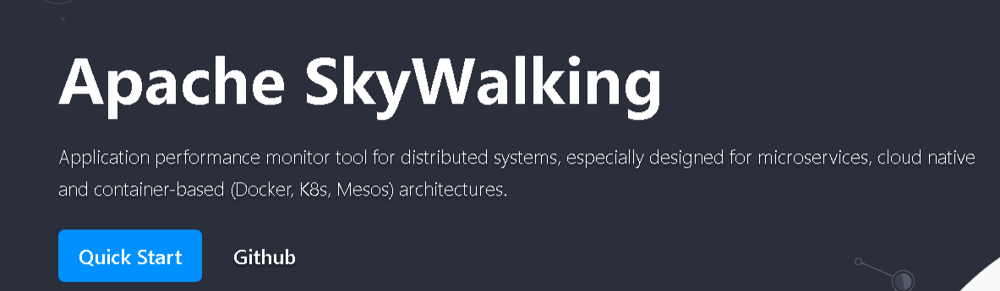 Apache SkyWalking
Application performance monitor tool for distributed systems, especially designed for microservices, cloud native
and container-based (Docker, K8s, Mesos) architectures.
Quick Start Github